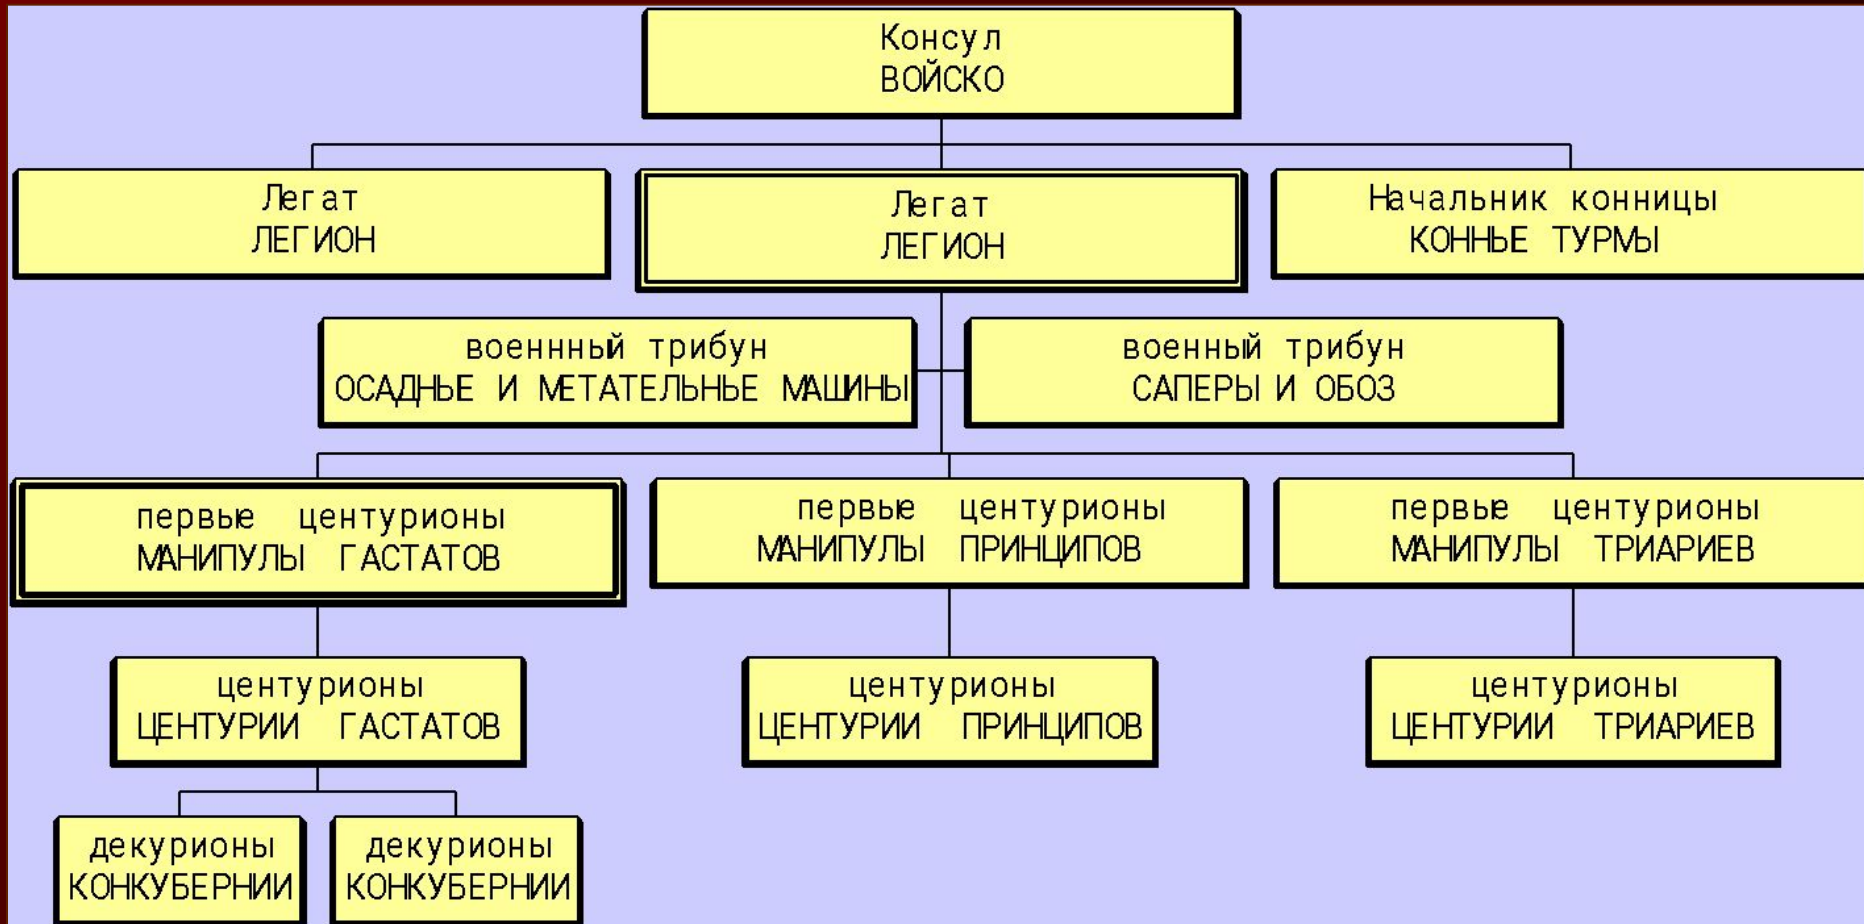 Консул
ВОЙСКО
Легат
ЛЕГИОН
Легат
ЛЕГИОН
Начальник конницы
КОННЫЕ ТУРМЫ
военнный трибун
ОСАДНЫЕ И МЕТАТЕЛЬНЫЕ МАШИНЫ
военный трибун
САПЕРЫ И ОБОЗ
первые центурионы
МАНИПУЛЫ ГАСТАТОВ
первые центурионы
МАНИПУЛЫ ПРИНЦИПОВ
первые центурионы
МАНИПУЛЫ ТРИАРИЕВ
центурионы
ЦЕНТУРИИ ГАСТАТОВ
центурионы
ЦЕНТУРИИ ПРИНЦИПОВ
центурионы
ЦЕНТУРИИ ТРИАРИЕВ
декурионы
КОНКУБЕРНИИ
декурионы
КОНКУБЕРНИИ